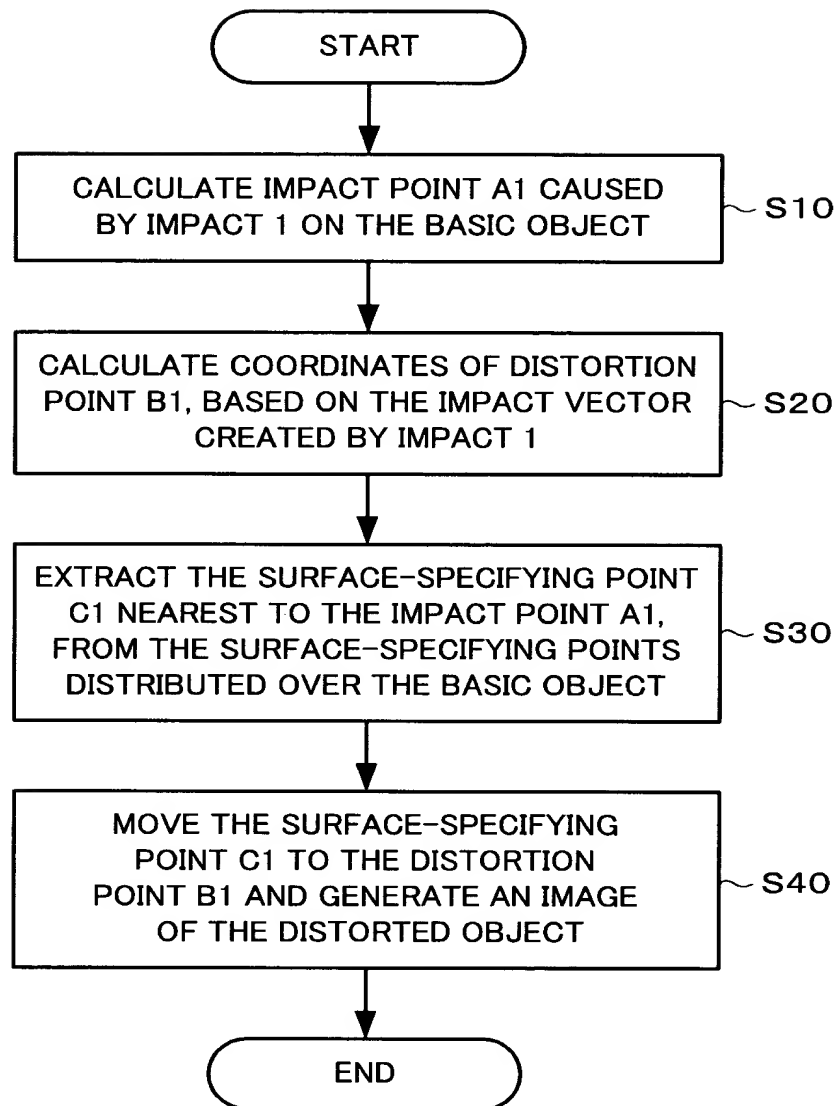 START
CALCULATE IMPACT POINT A1 CAUSED
BY IMPACT 1 ON THE BASIC OBJECT
S10
CALCULATE COORDINATES OF DISTORTION
POINT B1, BASED ON THE IMPACT VECTOR
CREATED BY IMPACT 1
S20
EXTRACT THE SURFACE-SPECIFYING POINT
C1 NEAREST TO THE IMPACT POINT A1,
FROM THE SURFACE-SPECIFYING POINTS
DISTRIBUTED OVER THE BASIC OBJECT
S30
MOVE THE SURFACE-SPECIFYING
POINT C1 TO THE DISTORTION
POINT B1 AND GENERATE AN IMAGE
OF THE DISTORTED OBJECT
S40
END